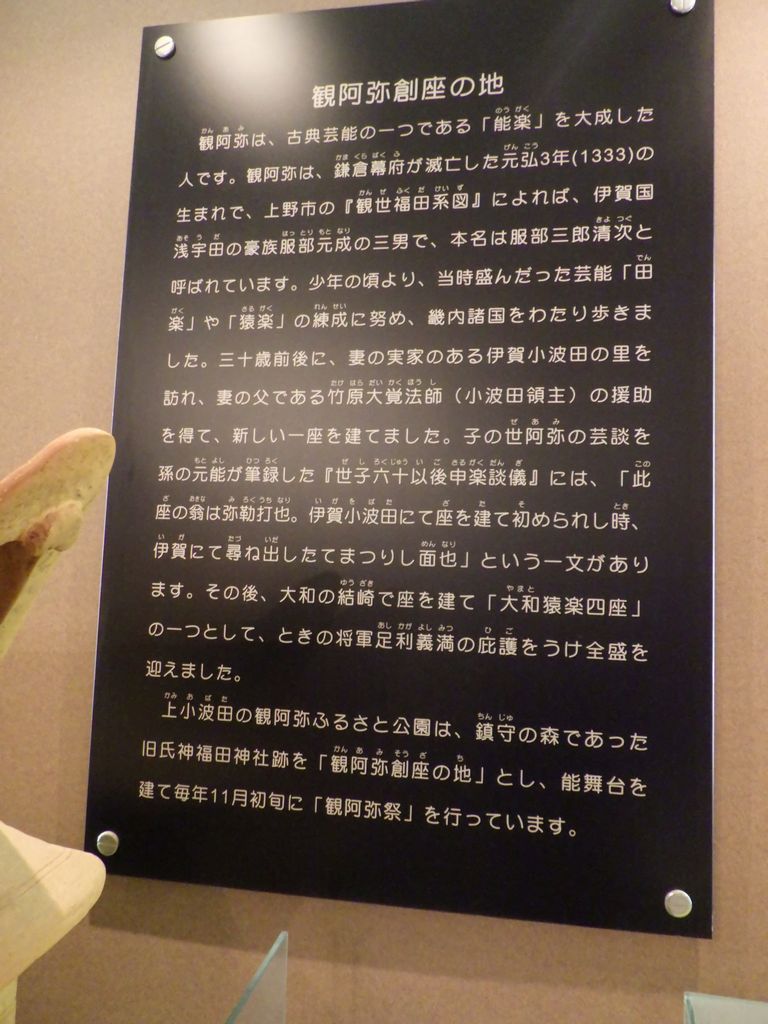 観阿弥創座の地
観阿弥は、古典芸能の一つである「能楽」を大成した
人です。観阿弥は、鎌倉幕府が滅亡した元弘3年(1333)の
生まれで、上野市の『観世福田系図』によれば、伊賀国
浅宇田の豪族服部元成の三男で、本名は服部三郎清次と
呼ばれています。少年の頃より、当時盛んだった芸能「田
楽」や「猿楽」の練成に努め、畿内諸国をわたり歩きま
した。三十歳前後に、妻の実家のある伊賀小波田の里を
訪れ、妻の父である竹原大覚法師（小波田領主）の援助
を得て、新しい一座を建てました。子の世阿弥の芸談を
孫の元能が筆録した『世子六十以後申楽談儀』には、「此
座の翁は弥勒打也。伊賀小波田にて座を建て初められし時、
伊賀にて尋ね出したてまつりし面也」という一文があり
ます。その後、大和の結崎で座を建て「大和猿楽四座」
の一つとして、ときの将軍足利義満の庇護をうけ全盛を
迎えました。
上小波田の観阿弥ふるさと公園は、鎮守の森であった
旧氏神福田神社跡を「観阿弥創座の地」とし、能舞台を
建て毎年11月初旬に「観阿弥祭」を行っています。